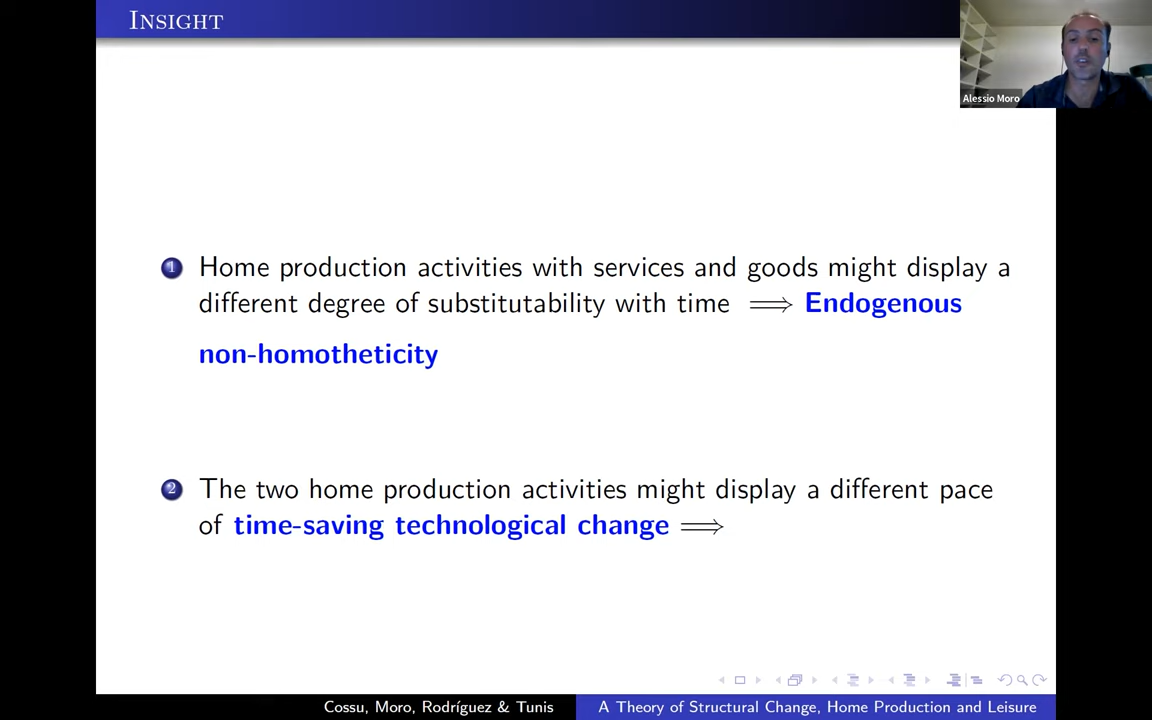 INSIGHT
Alessio Moro
1 Home production activities with services and goods might display a
different degree of substitutability with time ⟹ Endogenous
non-homotheticity
2 The two home production activities might display a different pace
of time-saving technological change ⟹
Cossu, Moro, Rodríguez & Tunis A Theory of Structural Change, Home Production and Leisure